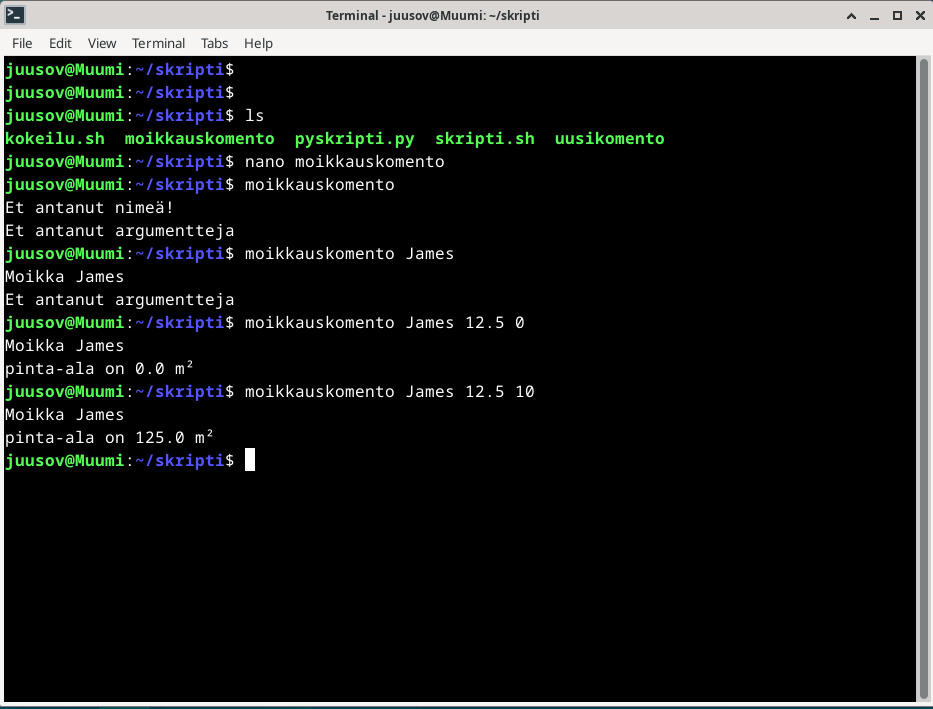 Terminal - juusov@Muumi: ~/skripti
File Edit View Terminal Tabs Help
juusov@Muumi:~/skripti$
juusov@Muumi:~/skripti$
juusov@Muumi:~/skripti$ ls
kokeilu.sh  moikkauskomento  pyskripti.py  skripti.sh  uusikomento
juusov@Muumi:~/skripti$ nano moikkauskomento
juusov@Muumi:~/skripti$ moikkauskomento
Et antanut nimeä!
Et antanut argumentteja
juusov@Muumi:~/skripti$ moikkauskomento James
Moikka James
Et antanut argumentteja
juusov@Muumi:~/skripti$ moikkauskomento James 12.5 0
Moikka James
pinta-ala on 0.0 m²
juusov@Muumi:~/skripti$ moikkauskomento James 12.5 10
Moikka James
pinta-ala on 125.0 m²
juusov@Muumi:~/skripti$